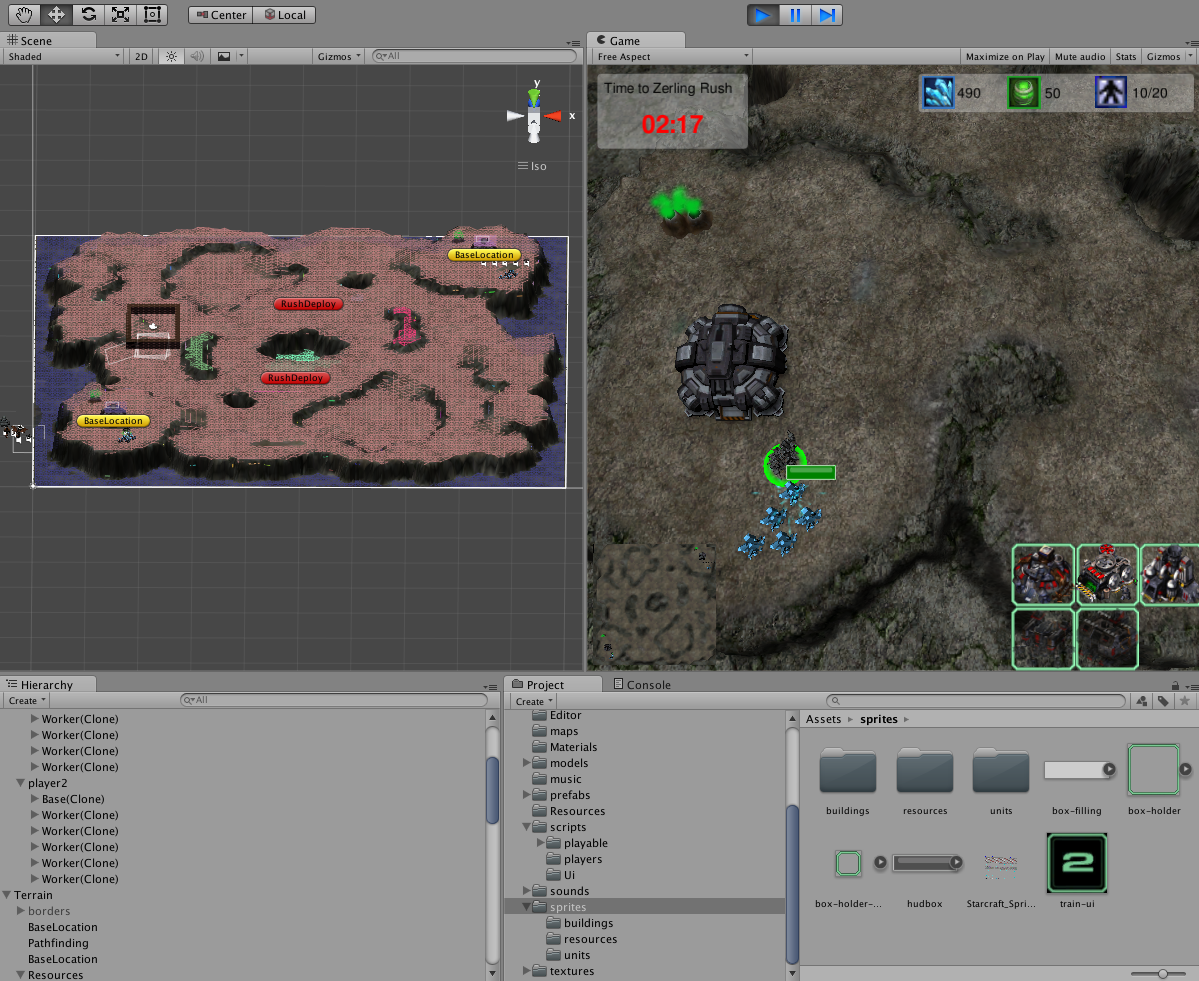 Center Local
Scene
Shaded 2D Gizmos All
y
x
Iso
BaseLocation
RushDeploy
RushDeploy
BaseLocation
Game
Free Aspect Maximize on Play Mute audio Stats Gizmos
Time to Zerling Rush
02:17
490 50 10/20
Hierarchy
Create All
Worker(Clone)
Worker(Clone)
Worker(Clone)
Worker(Clone)
player2
Base(Clone)
Worker(Clone)
Worker(Clone)
Worker(Clone)
Worker(Clone)
Worker(Clone)
Terrain
borders
BaseLocation
Pathfinding
BaseLocation
Resources
Project Console
Create
Editor
maps
Materials
models
music
prefabs
Resources
scripts
playable
players
Ui
sounds
sprites
buildings
resources
units
textures
Assets sprites
buildings resources units box-filling box-holder
2
box-holder-... hudbox Starcraft_Spri... train-ui